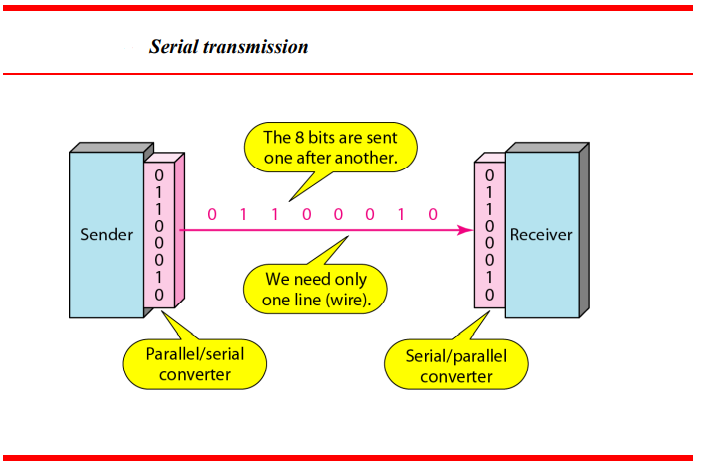 Serial transmission
The 8 bits are sent
one after another.
Sender
0
1
1
0
0
0
1
0
0 1 1 0 0 0 1 0
0
1
1
0
0
0
1
0
Receiver
We need only
one line (wire).
Parallel/serial
converter
Serial/parallel
converter